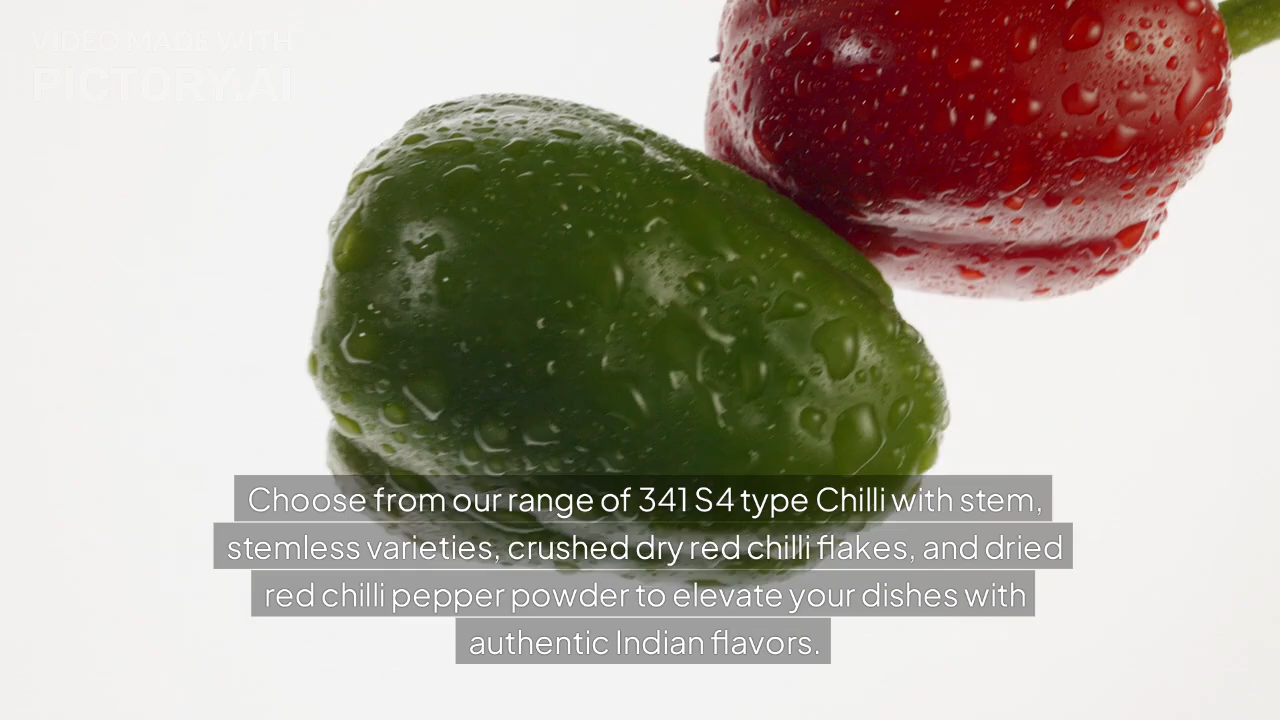 VIDEO MADE WITH
PICTORY.AI
Choose from our range of 341 S4 type Chilli with stem,
stemless varieties, crushed dry red chilli flakes, and dried
red chilli pepper powder to elevate your dishes with
authentic Indian flavors.